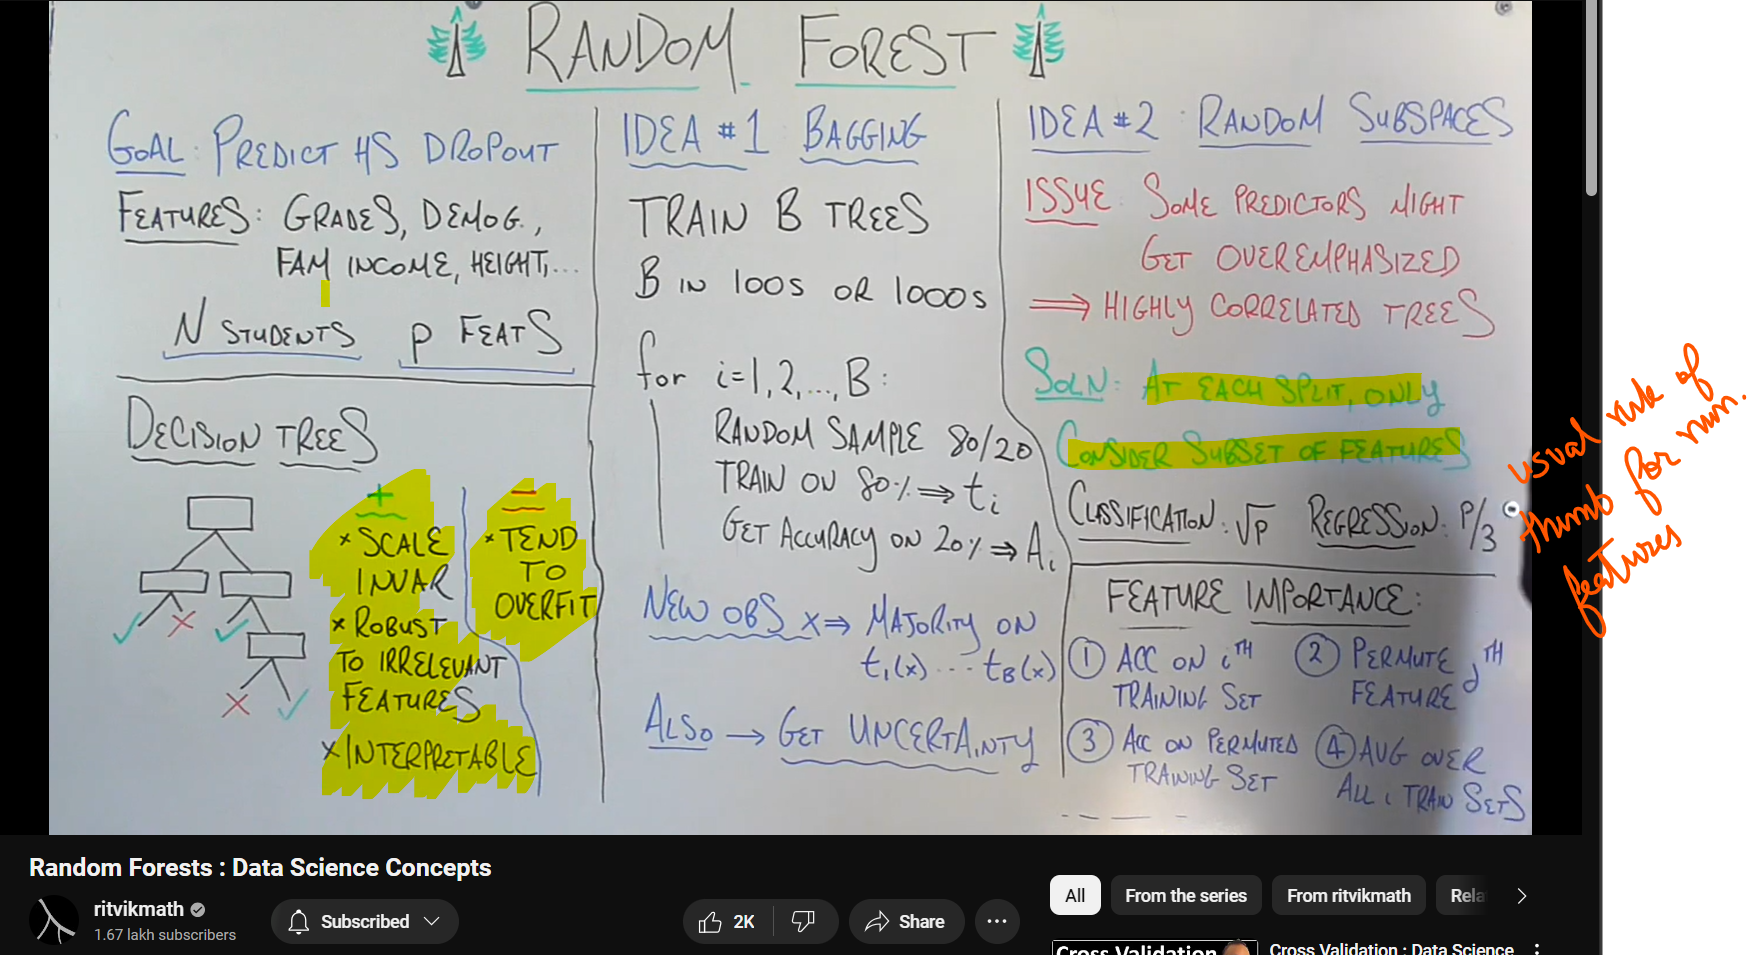 RANDOM FOREST
GOAL: PREDICT HS DROPOUT
FEATURES: GRADES, DEMOG.,
FAM INCOME, HEIGHT,...
N STUDENTS p FEATS
DECISION TREES
+
x SCALE
INVAR
x ROBUST
TO IRRELEVANT
FEATURES
x INTERPRETABLE
−
x TEND
TO
OVERFIT
IDEA #1: BAGGING
TRAIN B TREES
B IN 100s OR 1000s
for i=1,2,...,B:
RANDOM SAMPLE 80/20
TRAIN ON 80% ⇒ ti
GET ACCURACY ON 20% ⇒ Ai
NEW OBS x ⇒ MAJORITY ON
t1(x) ... tB(x)
ALSO → GET UNCERTAINTY
IDEA #2: RANDOM SUBSPACES
ISSUE: SOME PREDICTORS MIGHT
GET OVEREMPHASIZED
⇒ HIGHLY CORRELATED TREES
SOLN: AT EACH SPLIT, ONLY
CONSIDER SUBSET OF FEATURES
CLASSIFICATION: √p REGRESSION: P/3
usual rule of
thumb for num.
features
FEATURE IMPORTANCE:
① ACC ON iTH
TRAINING SET
② PERMUTE jTH
FEATURE
③ ACC ON PERMUTED
TRAINING SET
④ AVG OVER
ALL i TRAIN SETS
Random Forests : Data Science Concepts
ritvikmath
1.67 lakh subscribers
Subscribed
2K
Share
All
From the series
From ritvikmath
Rela
Cross Validation
Cross Validation : Data Science